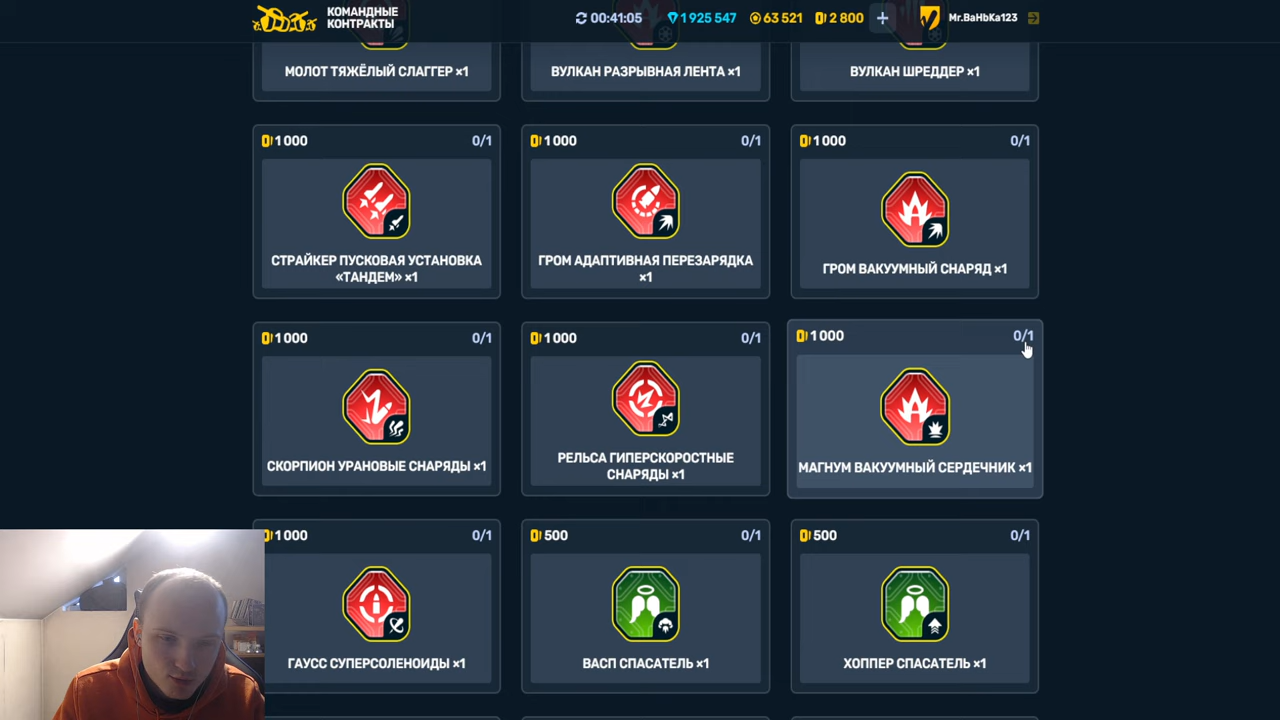 КОМАНДНЫЕ
КОНТРАКТЫ
00:41:05 1 925 547 63 521 2 800 + Mr.BaHbKa123
МОЛОТ ТЯЖЁЛЫЙ СЛАГГЕР ×1
ВУЛКАН РАЗРЫВНАЯ ЛЕНТА ×1
ВУЛКАН ШРЕДДЕР ×1
1 000 0/1
СТРАЙКЕР ПУСКОВАЯ УСТАНОВКА
«ТАНДЕМ» ×1
1 000 0/1
ГРОМ АДАПТИВНАЯ ПЕРЕЗАРЯДКА
×1
1 000 0/1
ГРОМ ВАКУУМНЫЙ СНАРЯД ×1
1 000 0/1
СКОРПИОН УРАНОВЫЕ СНАРЯДЫ ×1
1 000 0/1
РЕЛЬСА ГИПЕРСКОРОСТНЫЕ
СНАРЯДЫ ×1
1 000 0/1
МАГНУМ ВАКУУМНЫЙ СЕРДЕЧНИК ×1
1 000 0/1
ГАУСС СУПЕРСОЛЕНОИДЫ ×1
500 0/1
ВАСП СПАСАТЕЛЬ ×1
500 0/1
ХОППЕР СПАСАТЕЛЬ ×1